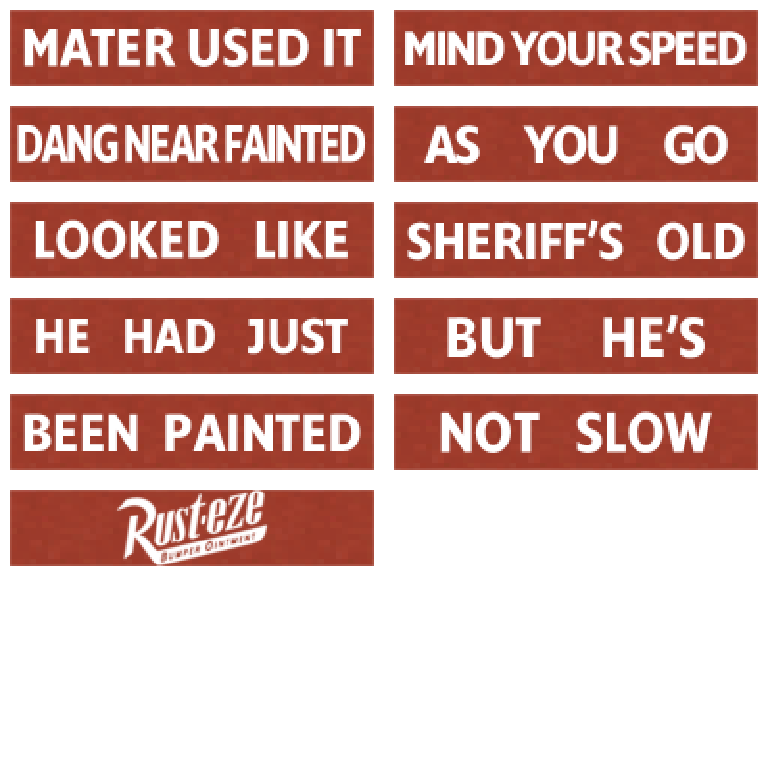 MATER USED IT
DANG NEAR FAINTED
LOOKED LIKE
HE HAD JUST
BEEN PAINTED
Rust-eze
BUMPER OINTMENT
MIND YOUR SPEED
AS YOU GO
SHERIFF'S OLD
BUT HE'S
NOT SLOW